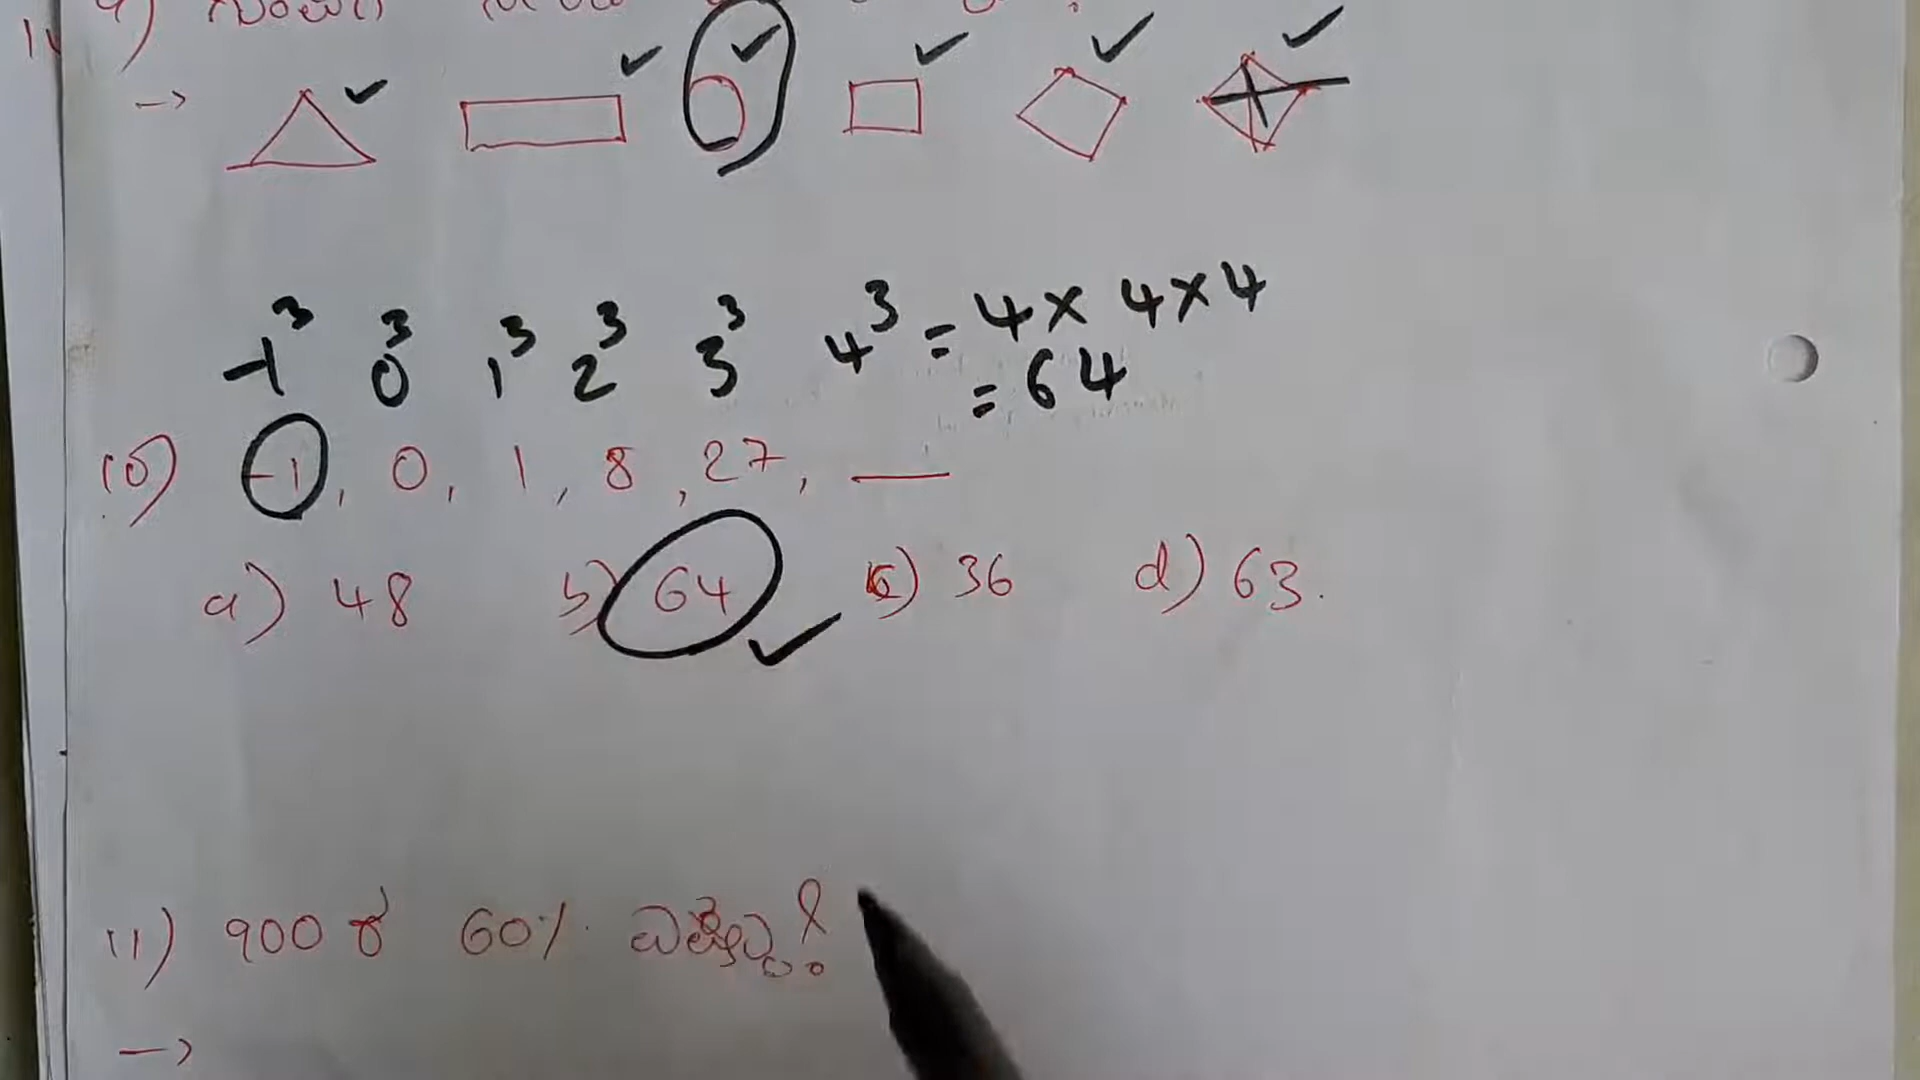 9)
-1³ 0³ 1³ 2³ 3³ 4³ = 4 x 4 x 4
= 64
10) -1, 0, 1, 8, 27, ___
a) 48 b) 64 c) 36 d) 63.
11) 900 ರ 60% ಎಷ್ಟು?
→